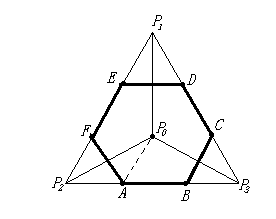 P₁
E D
F P₀ C
P₂ A B P₃